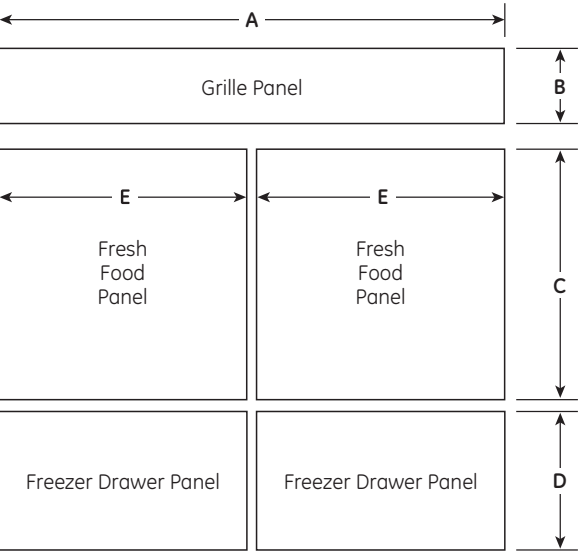 A
Grille Panel
B
E
E
Fresh
Food
Panel
Fresh
Food
Panel
C
Freezer Drawer Panel
Freezer Drawer Panel
D